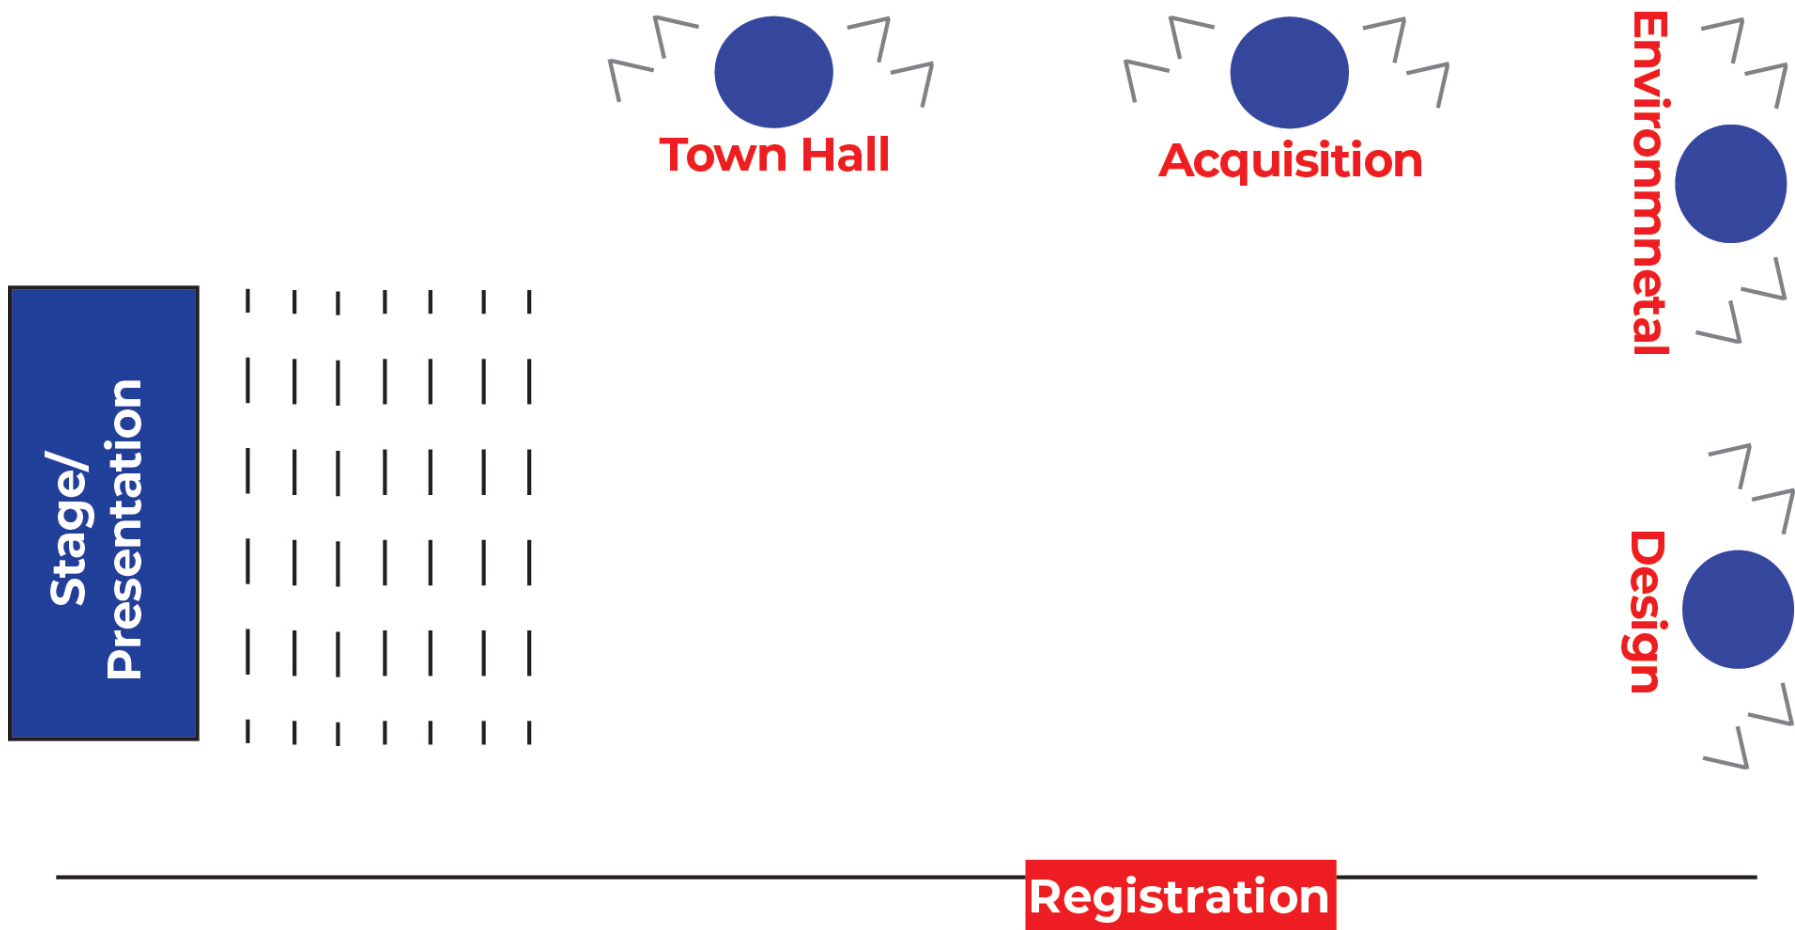 Town Hall
Acquisition
Environmnetal
Stage/
Presentation
Design
Registration